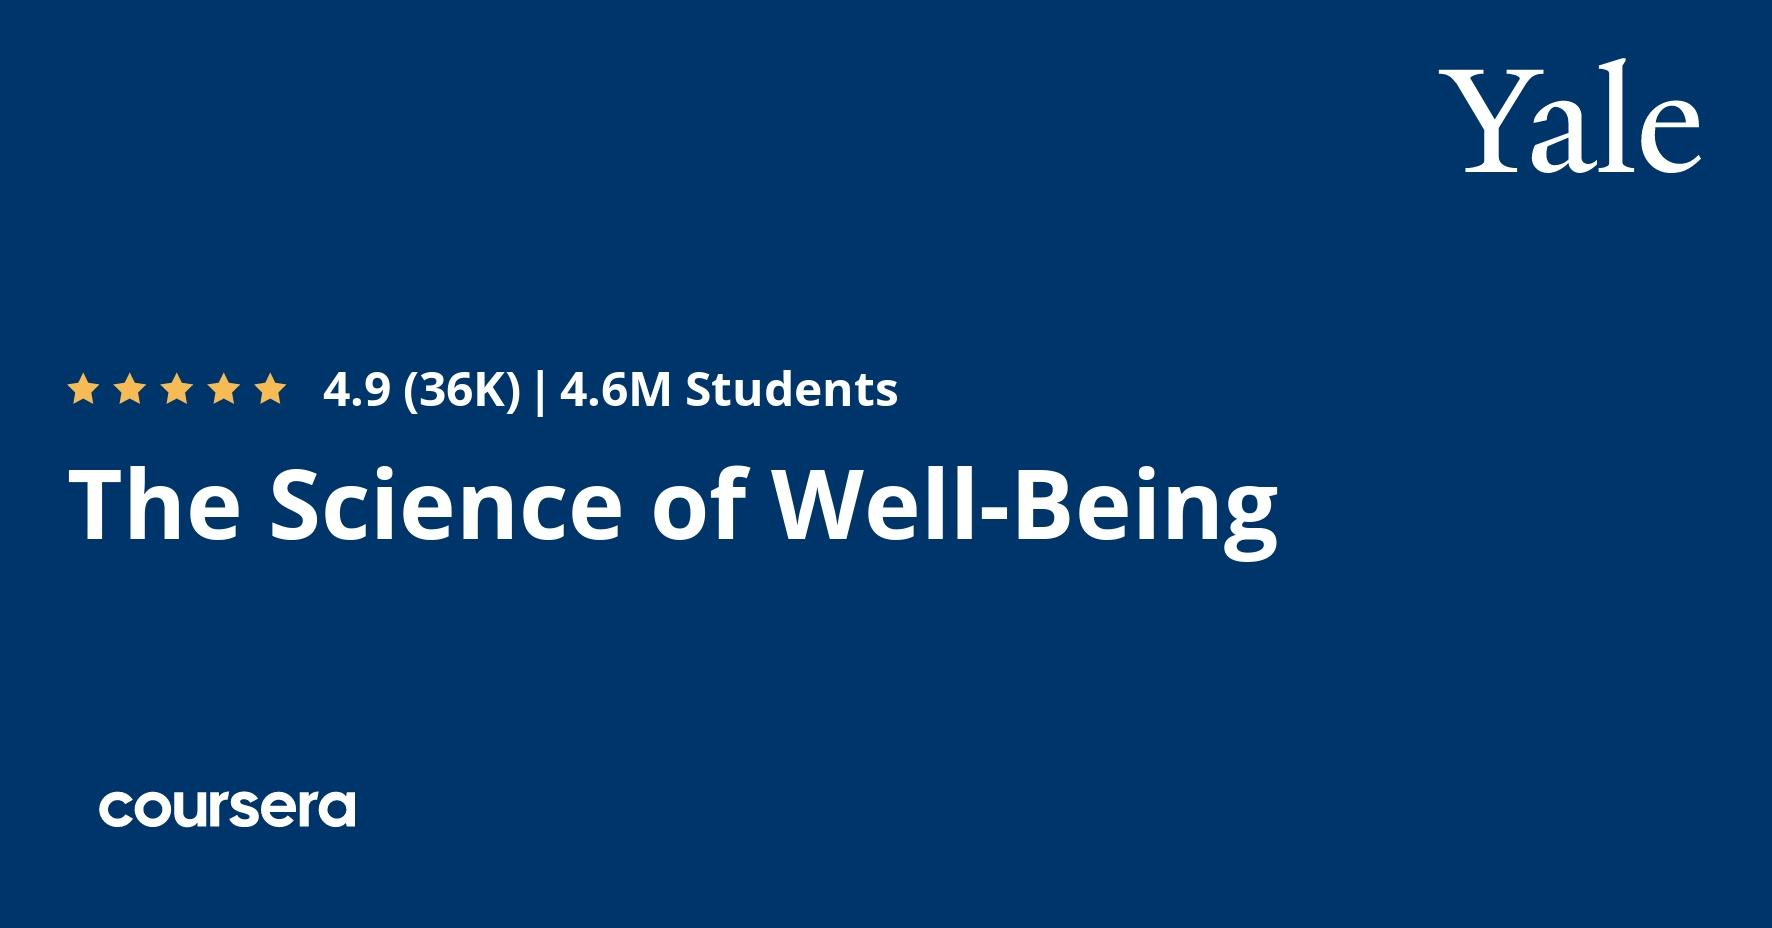 Yale
4.9 (36K) | 4.6M Students
The Science of Well-Being
coursera